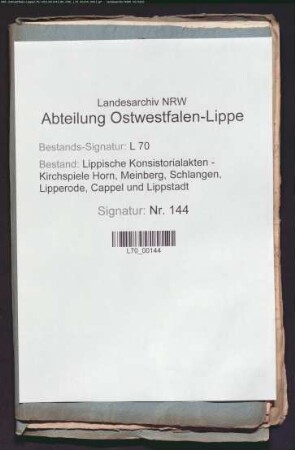 Landesarchiv NRW
Abteilung Ostwestfalen-Lippe
Bestands-Signatur: L 70
Bestand: Lippische Konsistorialakten -
Kirchspiele Horn, Meinberg, Schlangen,
Lipperode, Cappel und Lippstadt
Signatur: Nr. 144
L70_00144